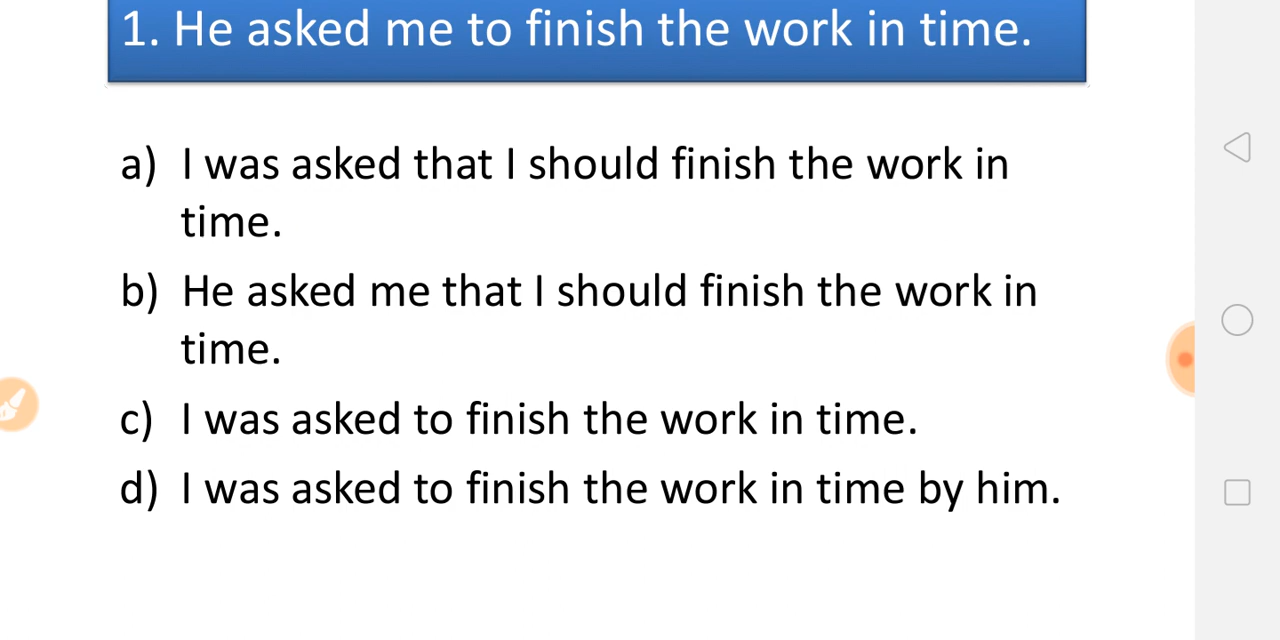 1. He asked me to finish the work in time.
a) I was asked that I should finish the work in
time.
b) He asked me that I should finish the work in
time.
c) I was asked to finish the work in time.
d) I was asked to finish the work in time by him.